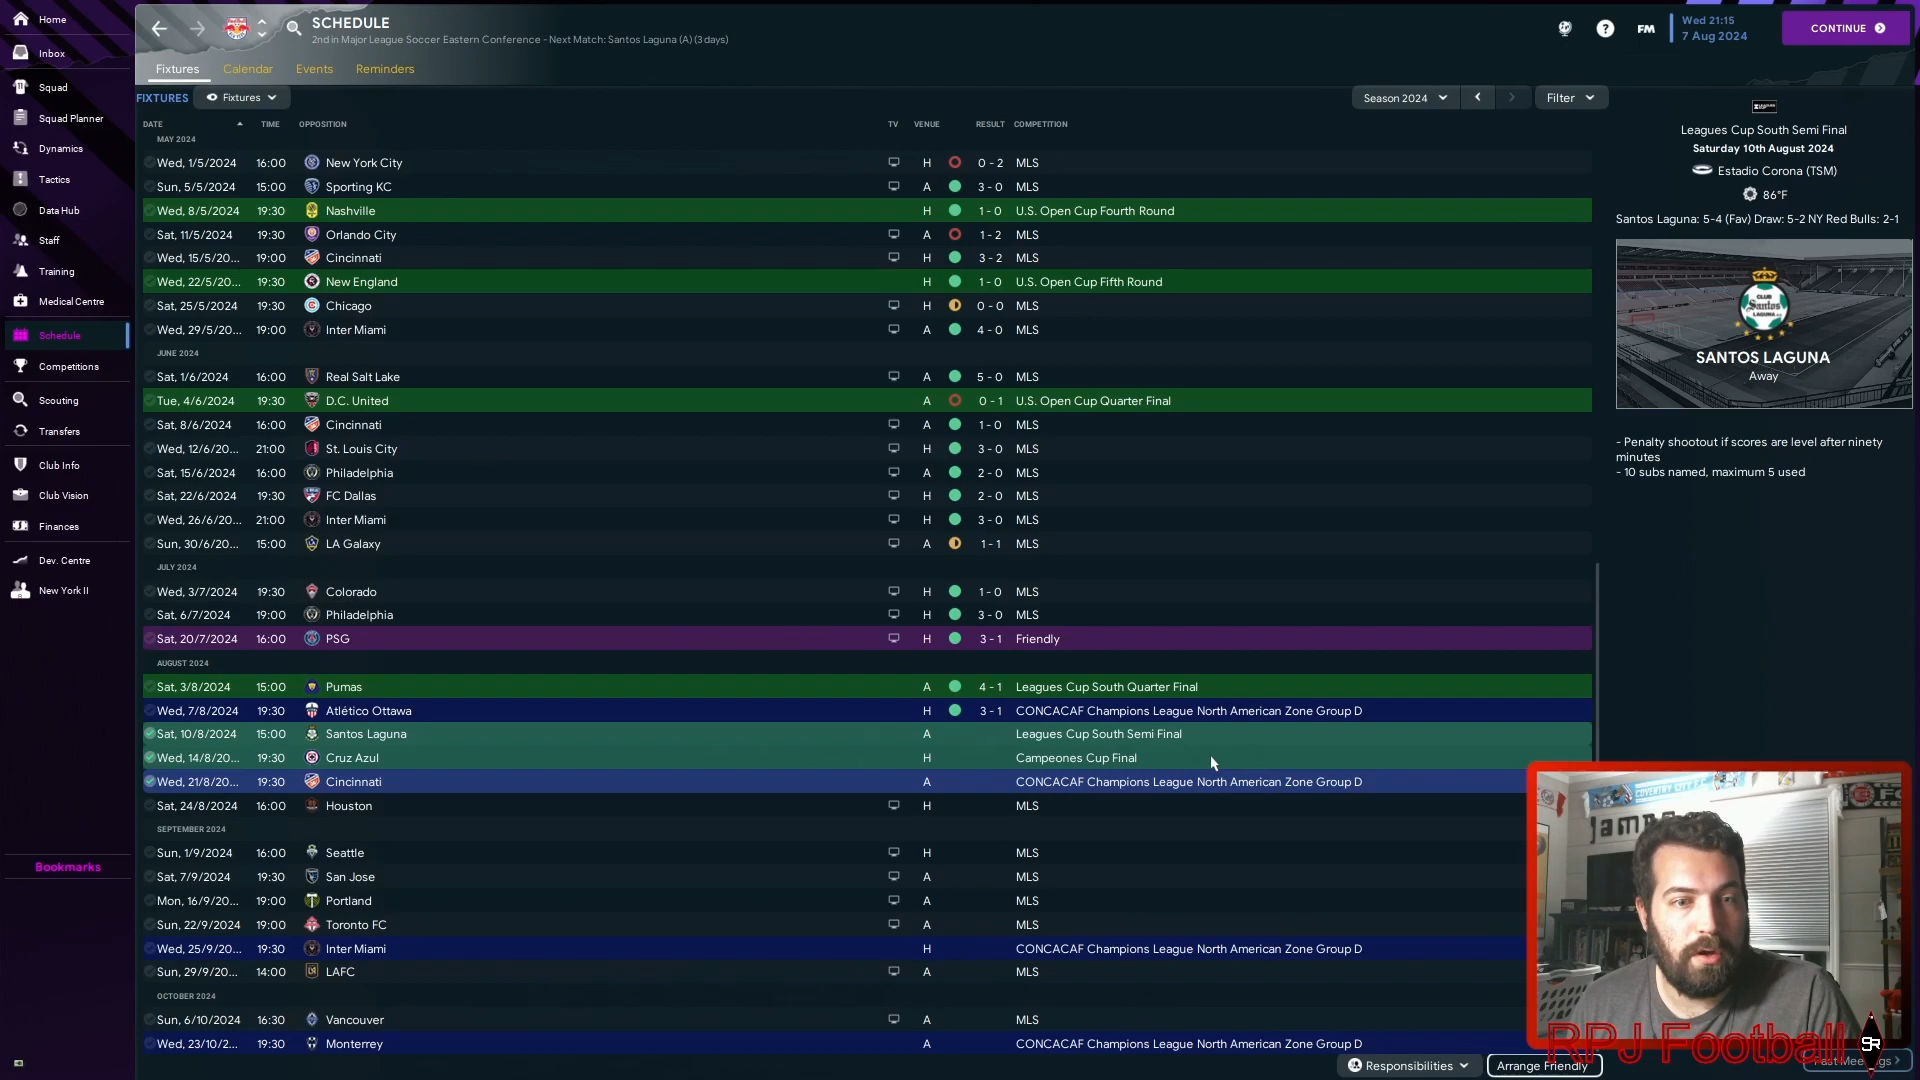 Home
Inbox
Squad
Squad Planner
Dynamics
Tactics
Data Hub
Staff
Training
Medical Centre
Schedule
Competitions
Scouting
Transfers
Club Info
Club Vision
Finances
Dev. Centre
New York II
Bookmarks
SCHEDULE
2nd in Major League Soccer Eastern Conference - Next Match: Santos Laguna (A) (3 days)
FM
Wed 21:15
7 Aug 2024
CONTINUE
Fixtures Calendar Events Reminders
FIXTURES Fixtures
Season 2024 Filter
DATE TIME OPPOSITION TV VENUE RESULT COMPETITION
MAY 2024
Wed, 1/5/2024 16:00 New York City H 0 - 2 MLS
Sun, 5/5/2024 15:00 Sporting KC A 3 - 0 MLS
Wed, 8/5/2024 19:30 Nashville H 1 - 0 U.S. Open Cup Fourth Round
Sat, 11/5/2024 19:30 Orlando City A 1 - 2 MLS
Wed, 15/5/20... 19:00 Cincinnati H 3 - 2 MLS
Wed, 22/5/20... 19:30 New England H 1 - 0 U.S. Open Cup Fifth Round
Sat, 25/5/2024 19:30 Chicago H 0 - 0 MLS
Wed, 29/5/20... 19:00 Inter Miami A 4 - 0 MLS
JUNE 2024
Sat, 1/6/2024 16:00 Real Salt Lake A 5 - 0 MLS
Tue, 4/6/2024 19:30 D.C. United A 0 - 1 U.S. Open Cup Quarter Final
Sat, 8/6/2024 16:00 Cincinnati A 1 - 0 MLS
Wed, 12/6/20... 21:00 St. Louis City H 3 - 0 MLS
Sat, 15/6/2024 16:00 Philadelphia A 2 - 0 MLS
Sat, 22/6/2024 19:30 FC Dallas H 2 - 0 MLS
Wed, 26/6/20... 21:00 Inter Miami H 3 - 0 MLS
Sun, 30/6/20... 15:00 LA Galaxy A 1 - 1 MLS
JULY 2024
Wed, 3/7/2024 19:30 Colorado H 1 - 0 MLS
Sat, 6/7/2024 19:00 Philadelphia H 3 - 0 MLS
Sat, 20/7/2024 16:00 PSG H 3 - 1 Friendly
AUGUST 2024
Sat, 3/8/2024 15:00 Pumas A 4 - 1 Leagues Cup South Quarter Final
Wed, 7/8/2024 19:30 Atlético Ottawa H 3 - 1 CONCACAF Champions League North American Zone Group D
Sat, 10/8/2024 15:00 Santos Laguna A Leagues Cup South Semi Final
Wed, 14/8/20... 19:30 Cruz Azul H Campeones Cup Final
Wed, 21/8/20... 19:30 Cincinnati A CONCACAF Champions League North American Zone Group D
Sat, 24/8/2024 16:00 Houston H MLS
SEPTEMBER 2024
Sun, 1/9/2024 16:00 Seattle H MLS
Sat, 7/9/2024 19:30 San Jose A MLS
Mon, 16/9/2024 19:00 Portland A MLS
Sun, 22/9/2024 19:00 Toronto FC A MLS
Wed, 25/9/20... 19:30 Inter Miami H CONCACAF Champions League North American Zone Group D
Sun, 29/9/20... 14:00 LAFC A MLS
OCTOBER 2024
Sun, 6/10/2024 16:30 Vancouver A MLS
Wed, 23/10/2... 19:30 Monterrey A CONCACAF Champions League North American Zone Group D
Responsibilities Arrange Friendly
Leagues Cup South Semi Final
Saturday 10th August 2024
Estadio Corona (TSM)
86°F
Santos Laguna: 5-4 (Fav) Draw: 5-2 NY Red Bulls: 2-1
CLUB
Santos
LAGUNA
SANTOS LAGUNA
Away
- Penalty shootout if scores are level after ninety
minutes
- 10 subs named, maximum 5 used
COVENTRY CITY F.C.
RPJ Football